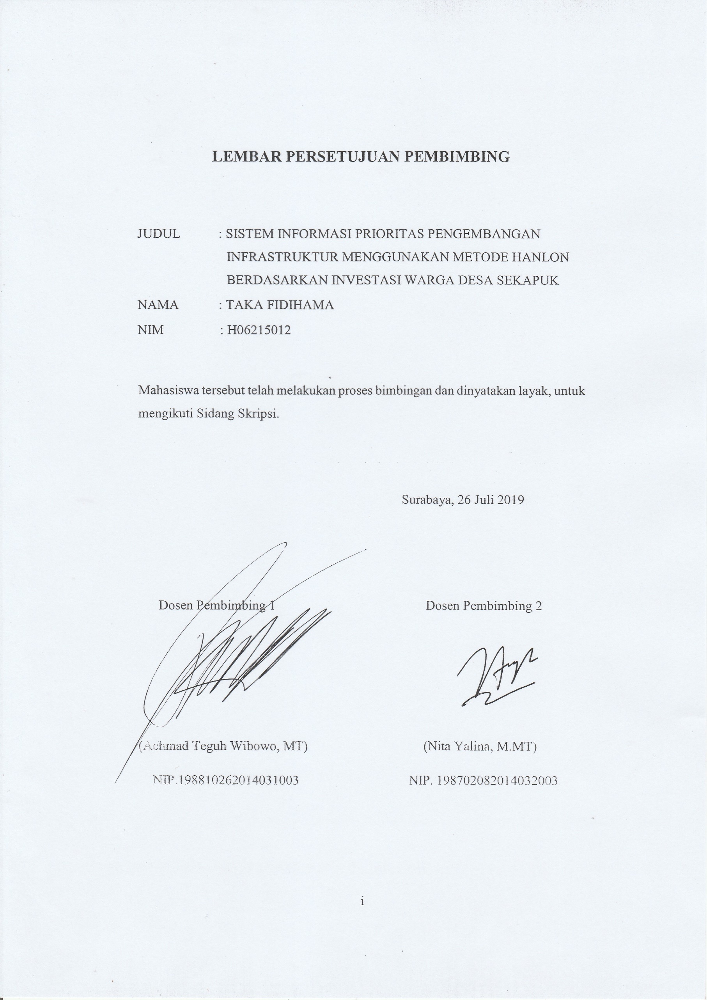 LEMBAR PERSETUJUAN PEMBIMBING
JUDUL : SISTEM INFORMASI PRIORITAS PENGEMBANGAN
INFRASTRUKTUR MENGGUNAKAN METODE HANLON
BERDASARKAN INVESTASI WARGA DESA SEKAPUK
NAMA : TAKA FIDIHAMA
NIM : H06215012
Mahasiswa tersebut telah melakukan proses bimbingan dan dinyatakan layak, untuk
mengikuti Sidang Skripsi.
Surabaya, 26 Juli 2019
Dosen Pembimbing 1 Dosen Pembimbing 2
(Achmad Teguh Wibowo, MT) (Nita Yalina, M.MT)
NIP.198810262014031003 NIP. 198702082014032003
i